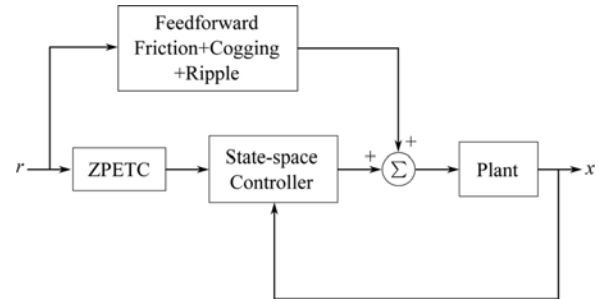 Feedforward
Friction+Cogging
+Ripple
r
ZPETC
State-space
Controller
+
+
Σ
Plant
x